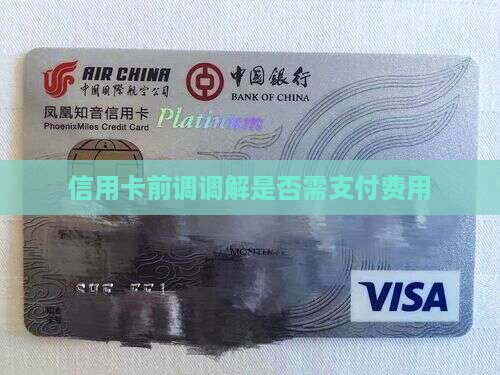 AIR CHINA
中国国际航空公司
中国银行
BANK OF CHINA
凤凰知音信用卡
PhoenixMiles Credit Card
Platinum
信用卡前调调解是否需支付费用
VISA